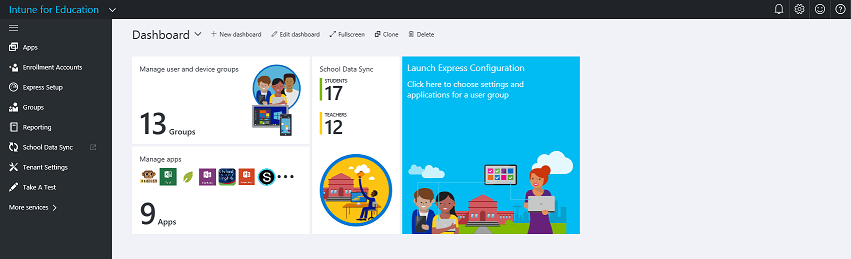 Intune for Education
Apps
Enrollment Accounts
Express Setup
Groups
Reporting
School Data Sync
Tenant Settings
Take A Test
More services
Dashboard
New dashboard
Edit dashboard
Fullscreen
Clone
Delete
Manage user and device groups
13 Groups
Manage apps
9 Apps
School Data Sync
STUDENTS
17
TEACHERS
12
Launch Express Configuration
Click here to choose settings and
applications for a user group